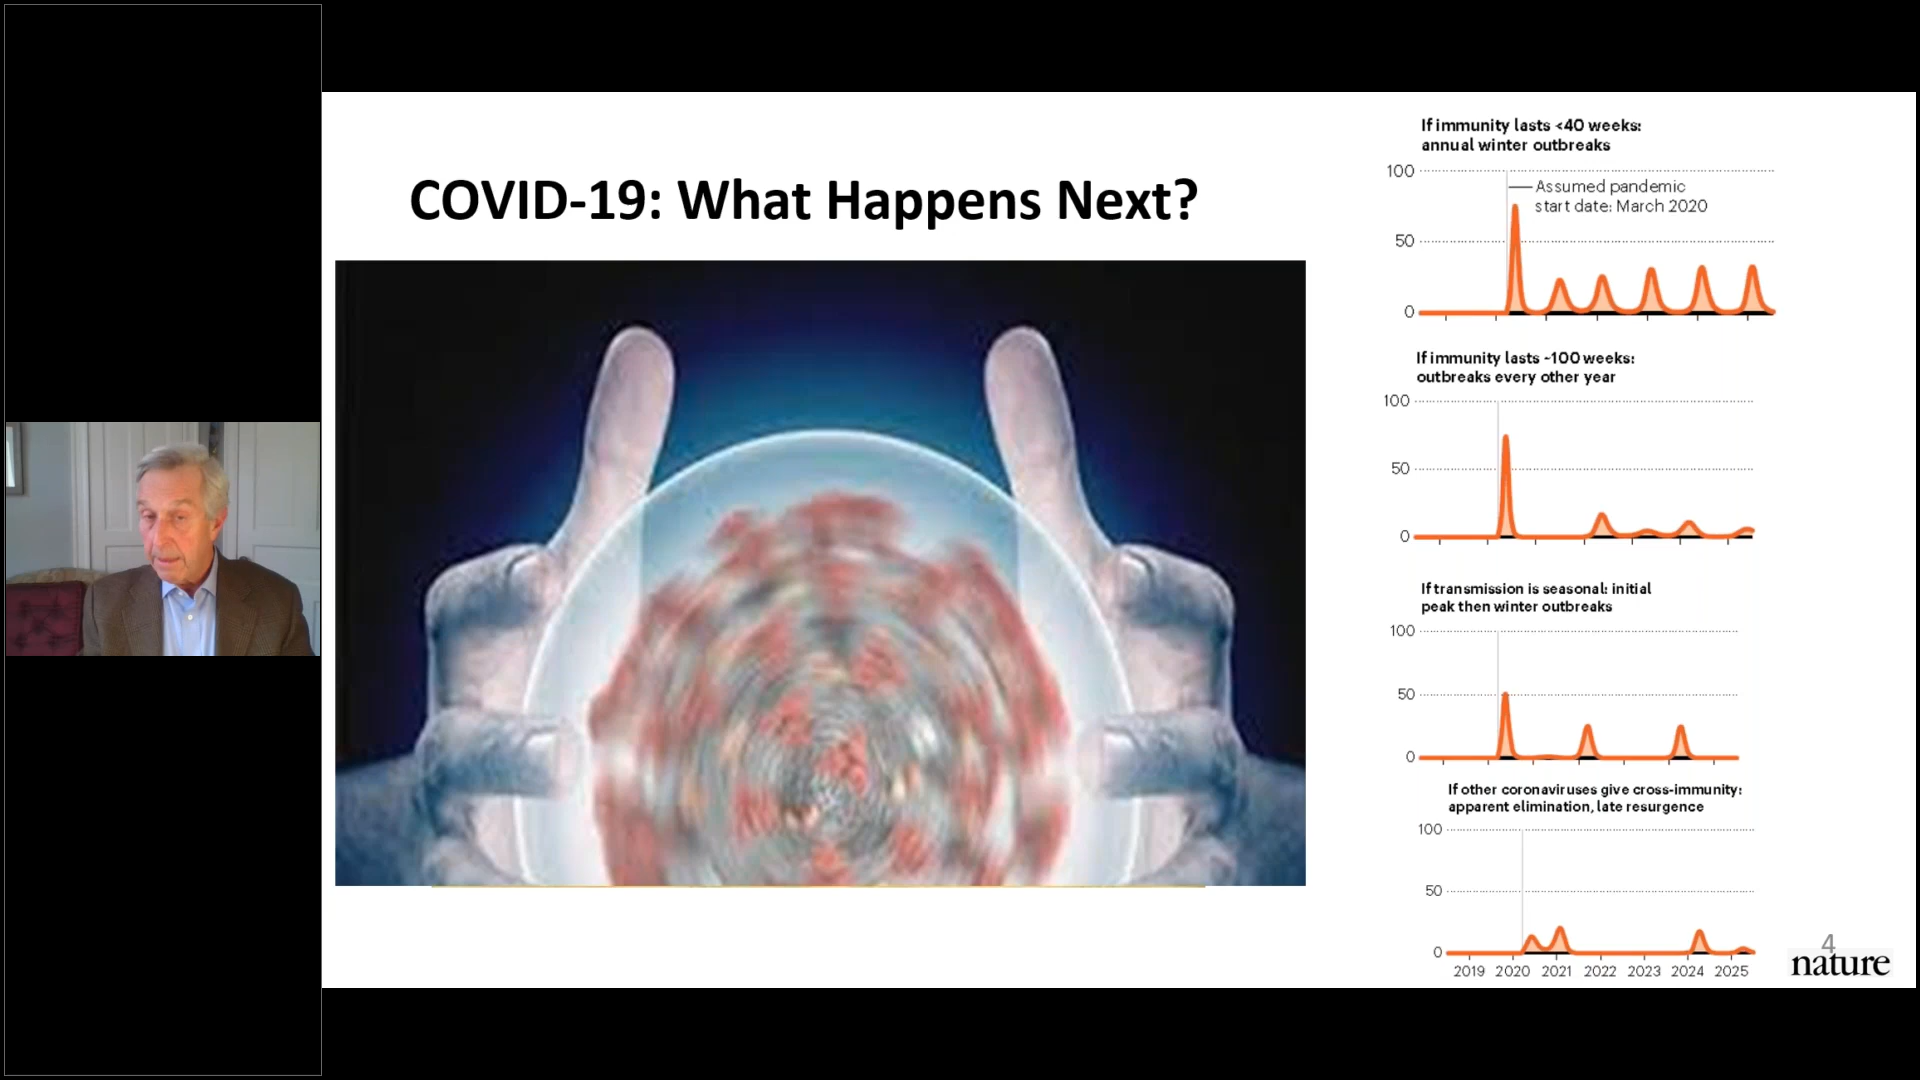 COVID-19: What Happens Next?
If immunity lasts <40 weeks:
annual winter outbreaks
100
Assumed pandemic
start date: March 2020
50
0
If immunity lasts ~100 weeks:
outbreaks every other year
100
50
0
If transmission is seasonal: initial
peak then winter outbreaks
100
50
0
If other coronaviruses give cross-immunity:
apparent elimination, late resurgence
100
50
0
2019 2020 2021 2022 2023 2024 2025
4
nature